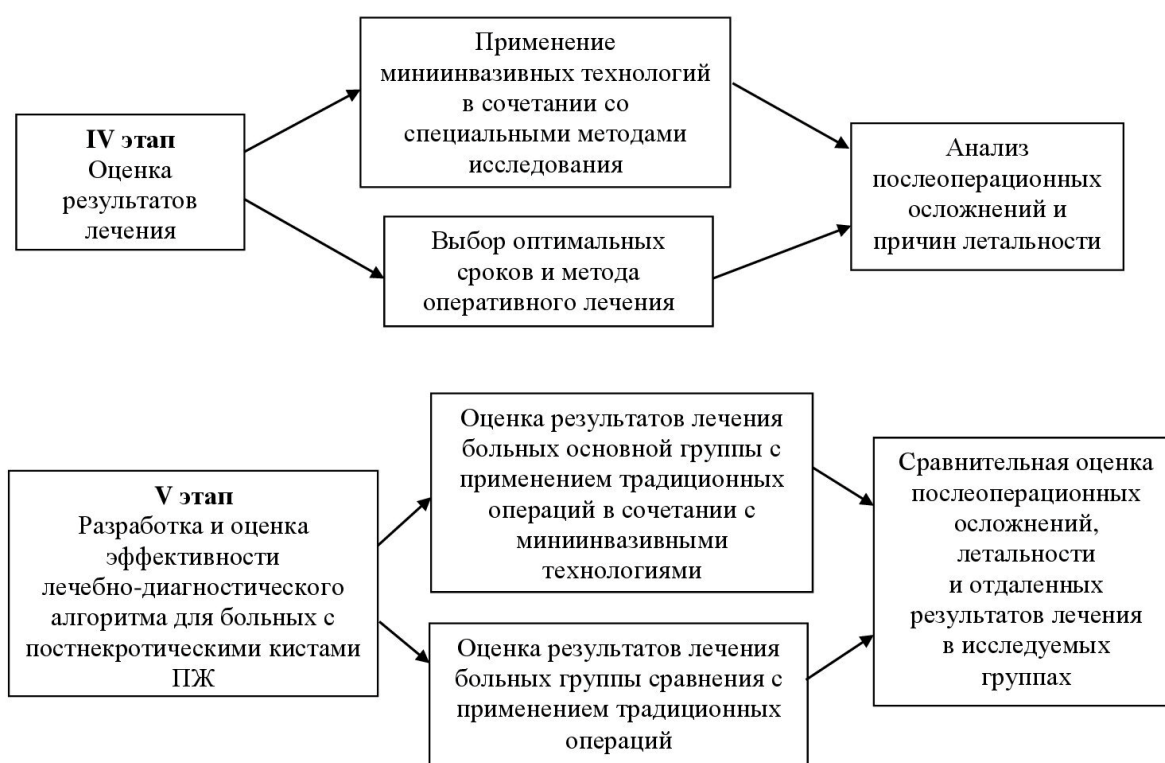 IV этап
Оценка
результатов
лечения
Применение
миниинвазивных технологий
в сочетании со
специальными методами
исследования
Выбор оптимальных
сроков и метода
оперативного лечения
Анализ
послеоперационных
осложнений и
причин летальности
V этап
Разработка и оценка
эффективности
лечебно-диагностического
алгоритма для больных с
постнекротическими кистами
ПЖ
Оценка результатов лечения
больных основной группы с
применением традиционных
операций в сочетании с
миниинвазивными
технологиями
Оценка результатов лечения
больных группы сравнения с
применением традиционных
операций
Сравнительная оценка
послеоперационных
осложнений,
летальности
и отдаленных
результатов лечения
в исследуемых
группах